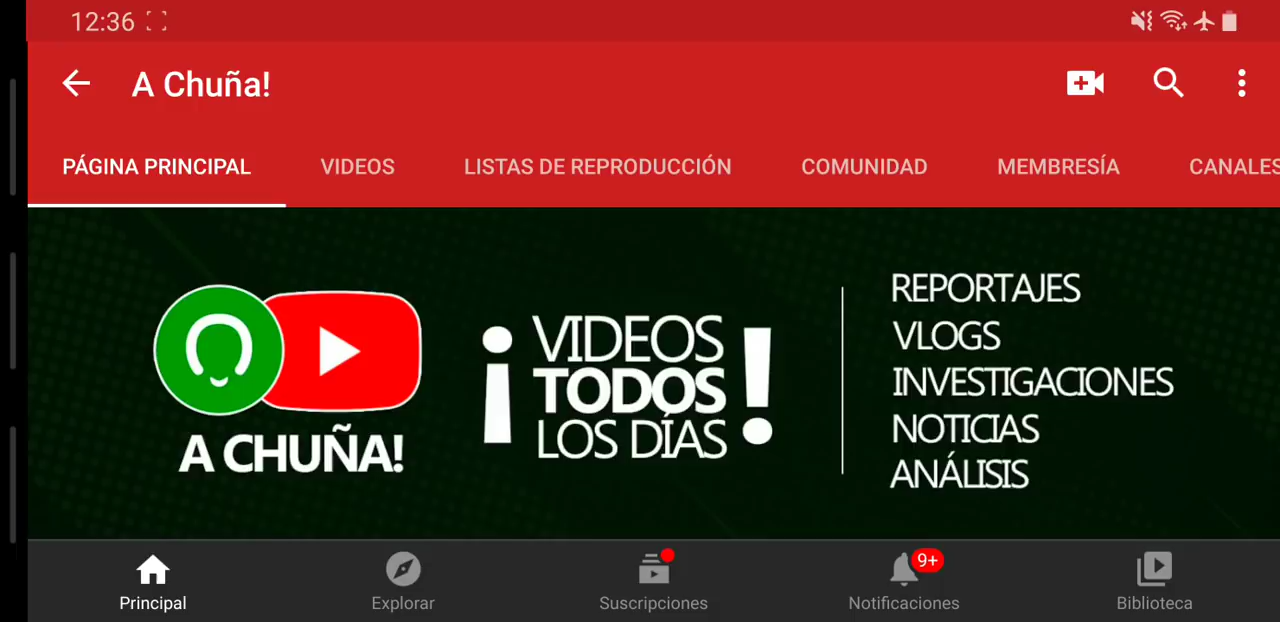 12:36
A Chuña!
PÁGINA PRINCIPAL VIDEOS LISTAS DE REPRODUCCIÓN COMUNIDAD MEMBRESÍA CANALES
A CHUÑA!
¡VIDEOS
TODOS
LOS DÍAS!
REPORTAJES
VLOGS
INVESTIGACIONES
NOTICIAS
ANÁLISIS
9+
Principal Explorar Suscripciones Notificaciones Biblioteca